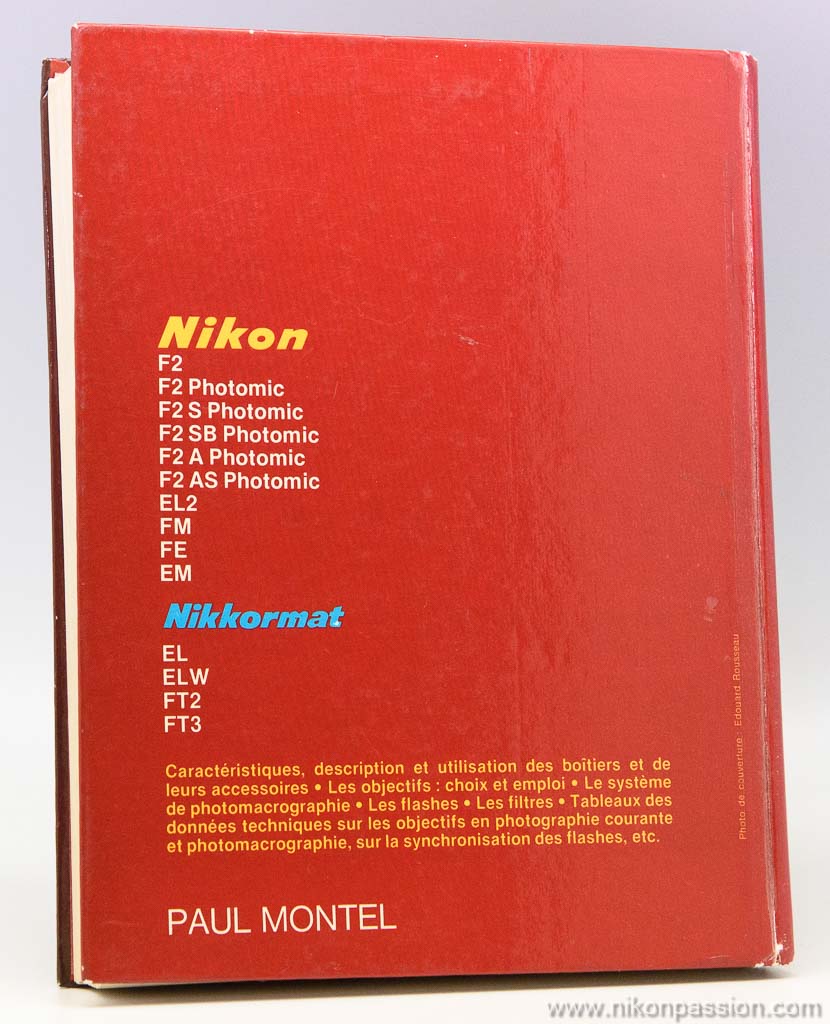 Nikon
F2
F2 Photomic
F2 S Photomic
F2 SB Photomic
F2 A Photomic
F2 AS Photomic
EL2
FM
FE
EM
Nikkormat
EL
ELW
FT2
FT3
Caractéristiques, description et utilisation des boîtiers et de
leurs accessoires • Les objectifs : choix et emploi • Le système
de photomacrographie • Les flashes • Les filtres • Tableaux des
données techniques sur les objectifs en photographie courante
et photomacrographie, sur la synchronisation des flashes, etc.
PAUL MONTEL
Photo de couverture : Edouard Rousseau
www.nikonpassion.com